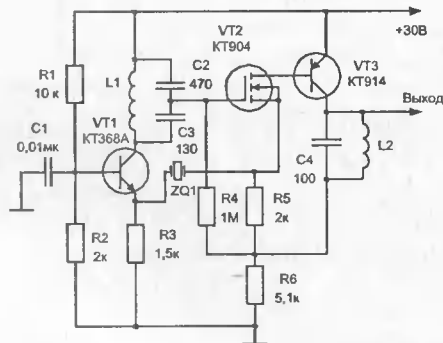 VT2
КТ904
+30В
R1
10 к
L1
C2
470
VT3
КТ914
VT1
КТ368А
C3
130
Выход
C1
0,01мк
ZQ1
R4
1М
R5
2к
C4
100
L2
R2
2к
R3
1,5к
R6
5,1к